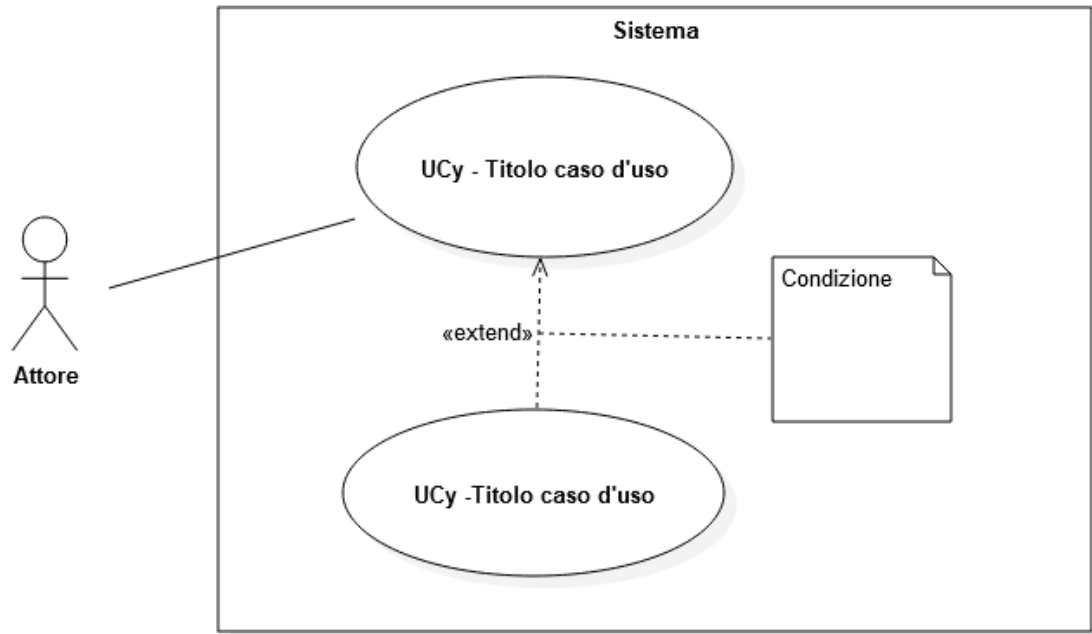 Sistema
UCy - Titolo caso d'uso
Condizione
«extend»
Attore
UCy -Titolo caso d'uso